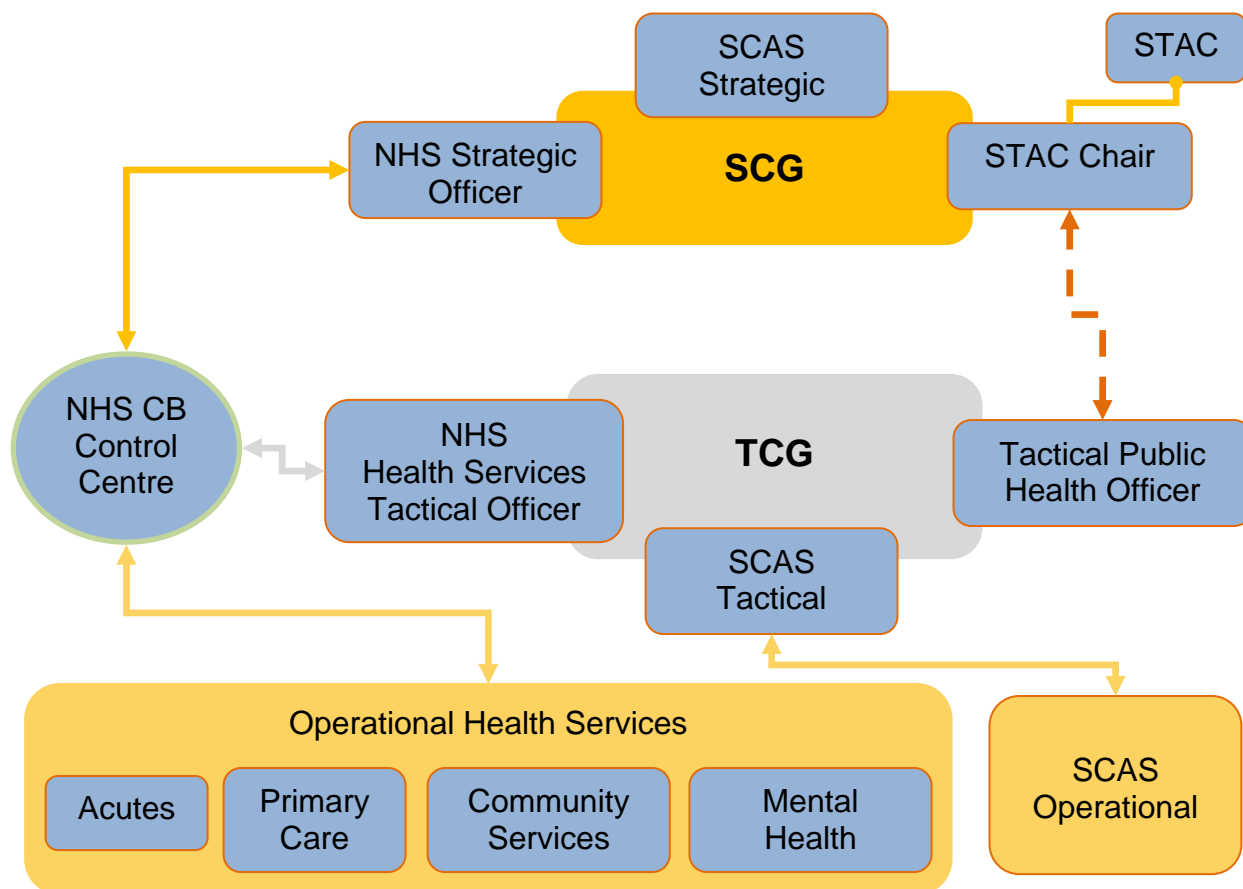 SCAS
Strategic
STAC
NHS Strategic
Officer
SCG
STAC Chair
NHS CB
Control
Centre
NHS
Health Services
Tactical Officer
TCG
Tactical Public
Health Officer
SCAS
Tactical
Operational Health Services
Acutes
Primary
Care
Community
Services
Mental
Health
SCAS
Operational